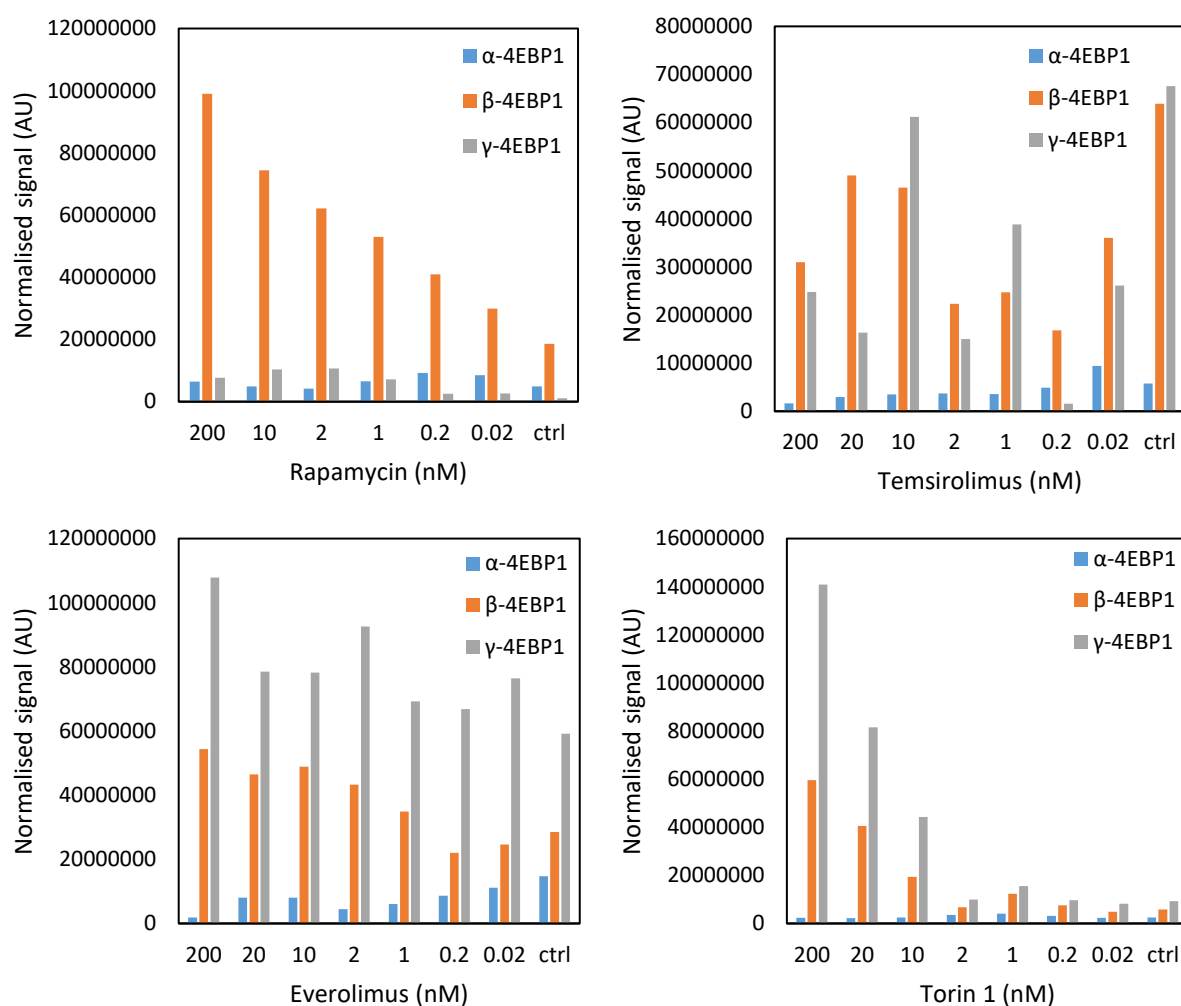 120000000
100000000
80000000
60000000
40000000
20000000
0
Normalised signal (AU)
α-4EBP1
β-4EBP1
γ-4EBP1
200 10 2 1 0.2 0.02 ctrl
Rapamycin (nM)
80000000
70000000
60000000
50000000
40000000
30000000
20000000
10000000
0
Normalised signal (AU)
α-4EBP1
β-4EBP1
γ-4EBP1
200 20 10 2 1 0.2 0.02 ctrl
Temsirolimus (nM)
120000000
100000000
80000000
60000000
40000000
20000000
0
Normalised signal (AU)
α-4EBP1
β-4EBP1
γ-4EBP1
200 20 10 2 1 0.2 0.02 ctrl
Everolimus (nM)
160000000
140000000
120000000
100000000
80000000
60000000
40000000
20000000
0
Normalised signal (AU)
α-4EBP1
β-4EBP1
γ-4EBP1
200 20 10 2 1 0.2 0.02 ctrl
Torin 1 (nM)